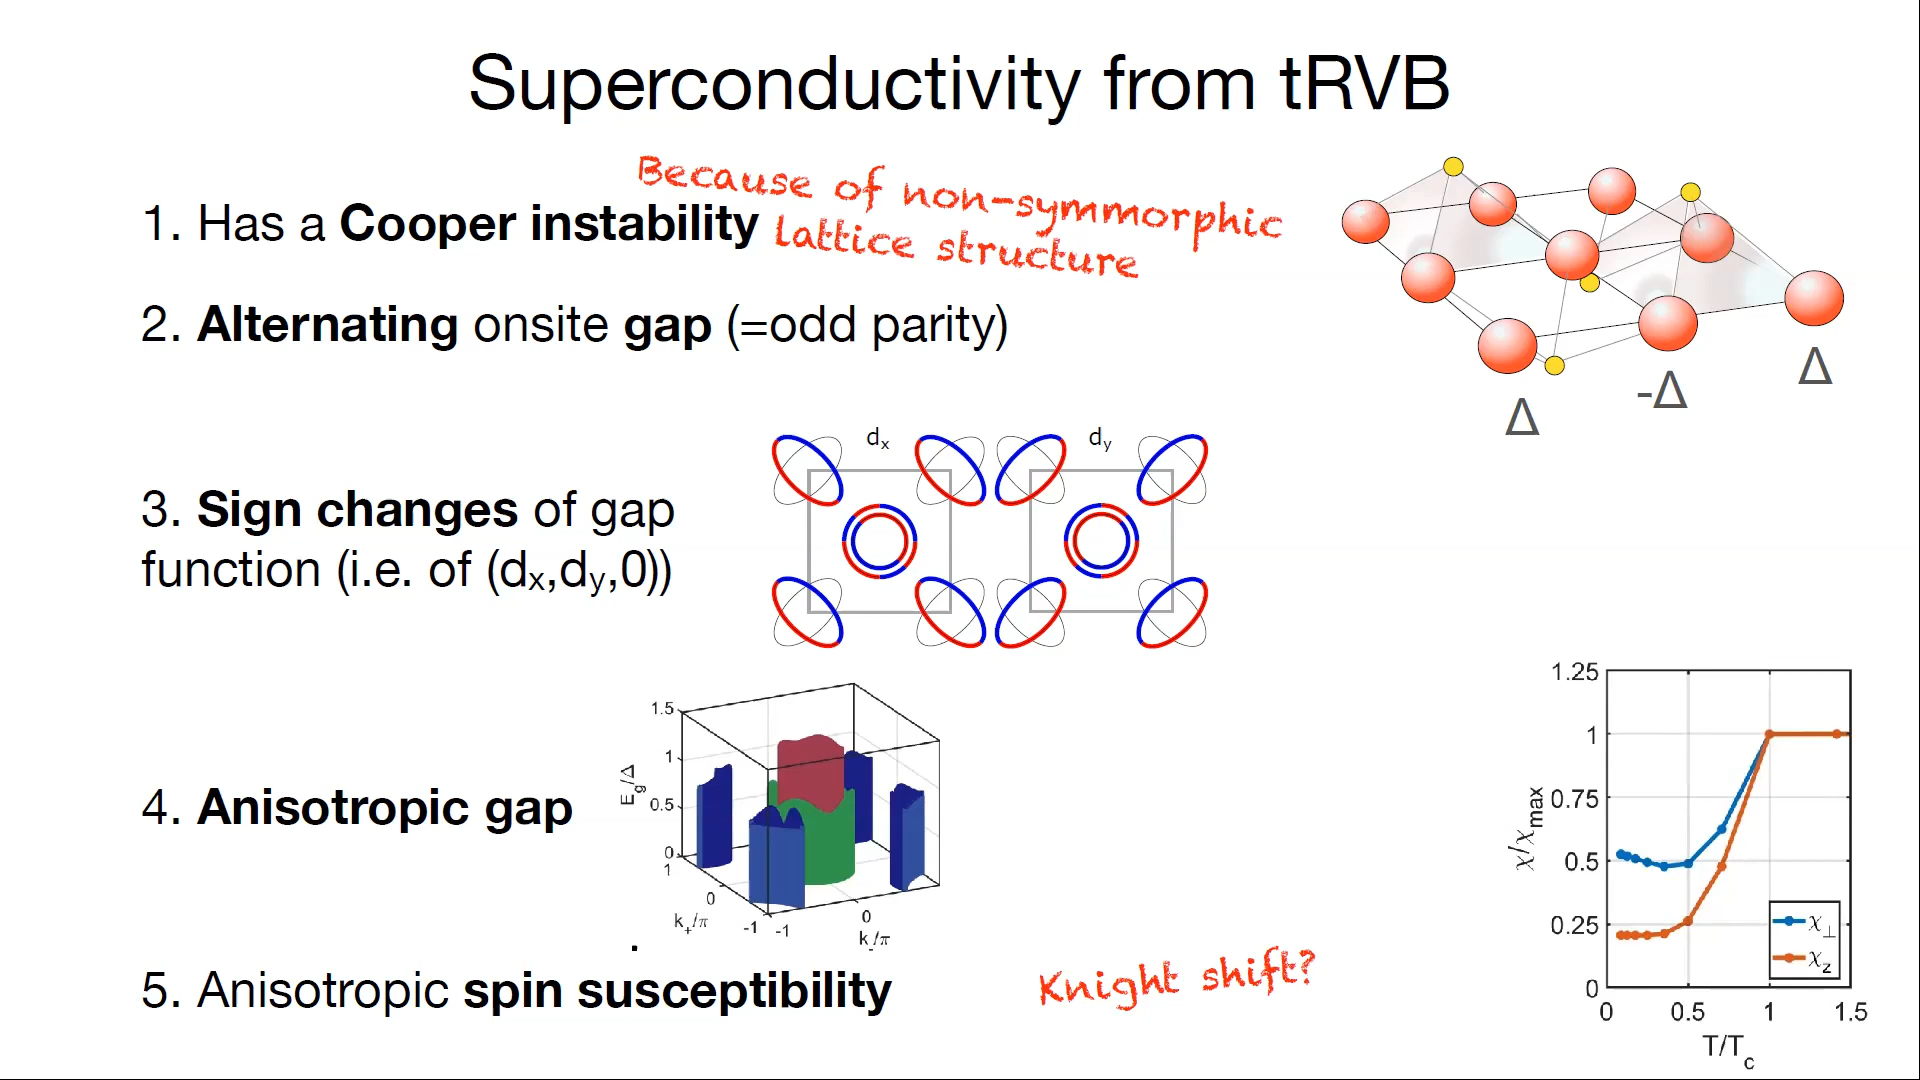 Superconductivity from tRVB
Because of non-symmorphic
lattice structure
1. Has a Cooper instability
2. Alternating onsite gap (=odd parity)
Δ
-Δ
Δ
3. Sign changes of gap
function (i.e. of (dx,dy,0))
dx
dy
4. Anisotropic gap
Eg/Δ
1.5
1
0.5
0
1
0
-1
k+/π
-1
0
k-/π
5. Anisotropic spin susceptibility
Knight shift?
χ/χmax
1.25
1
0.75
0.5
0.25
0
χ⊥
χz
0
0.5
1
1.5
T/Tc